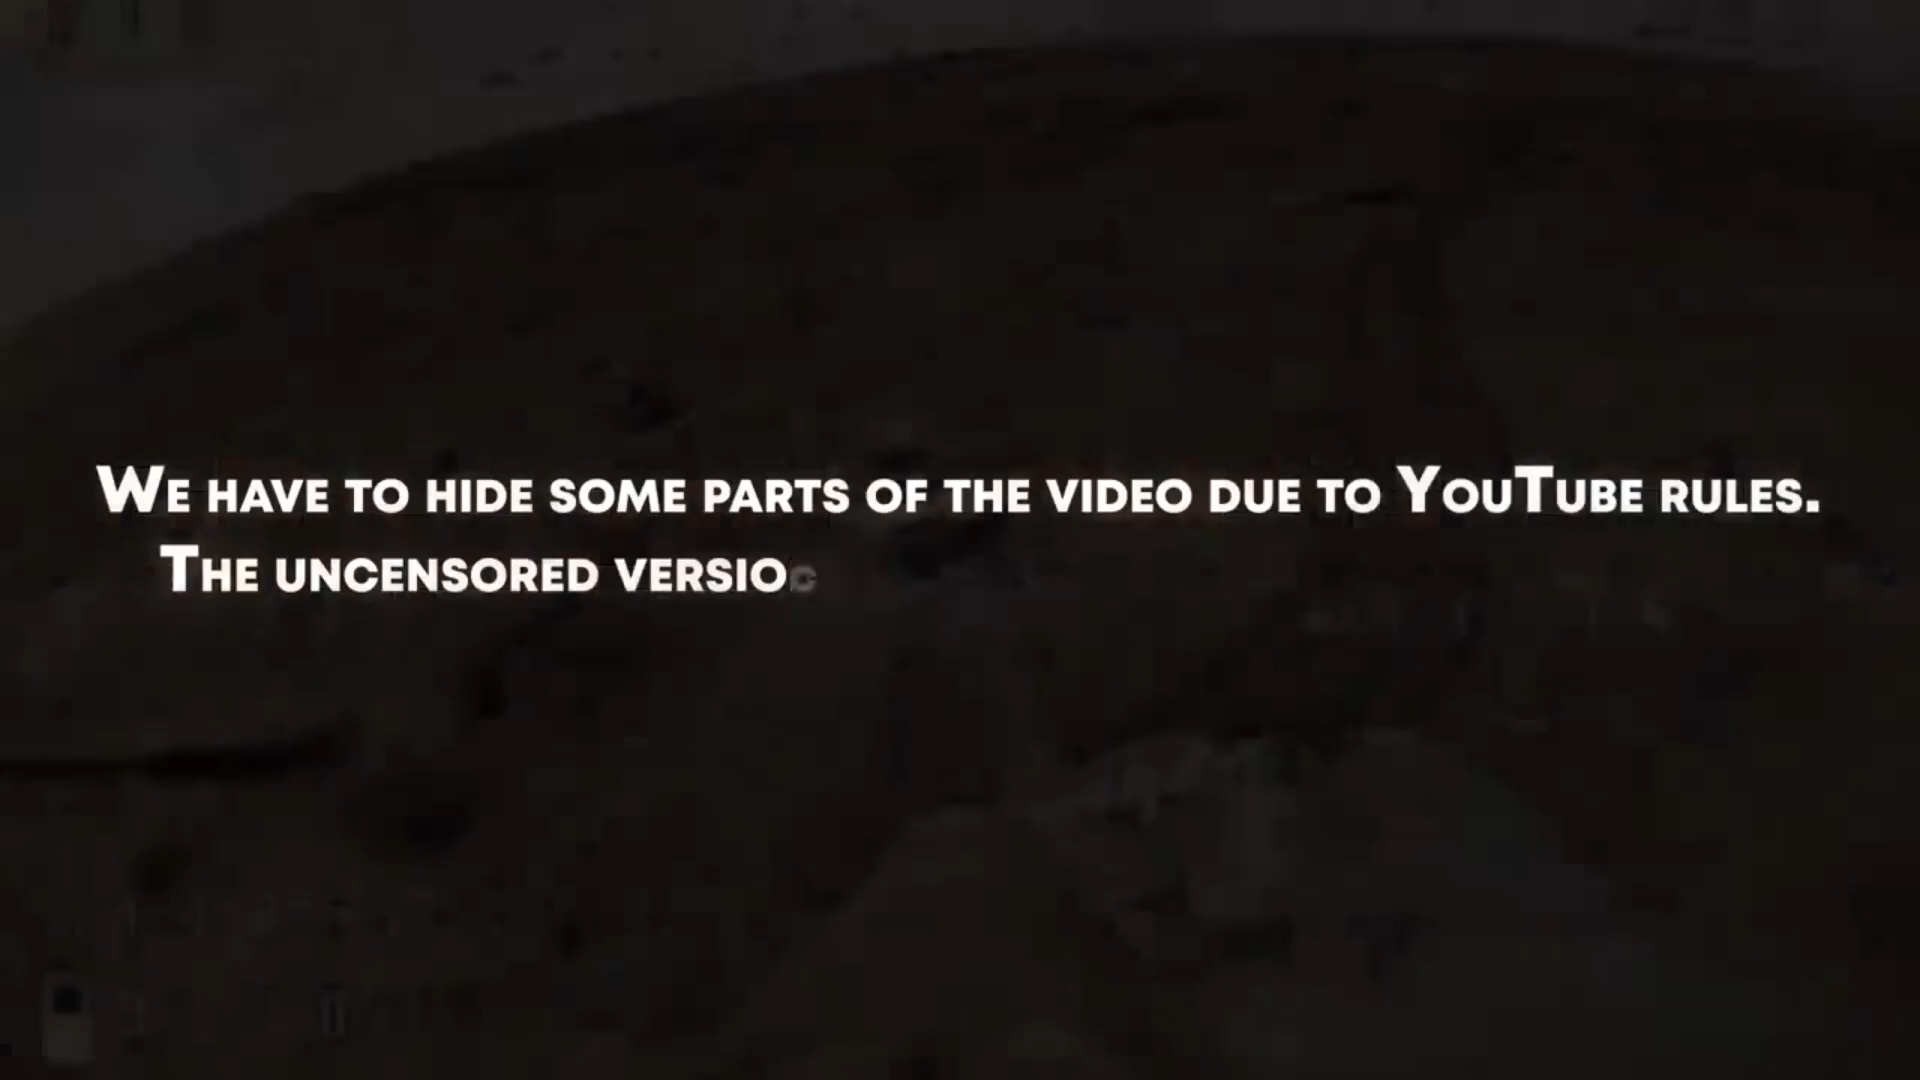 We have to hide some parts of the video due to YouTube rules.
The uncensored versio